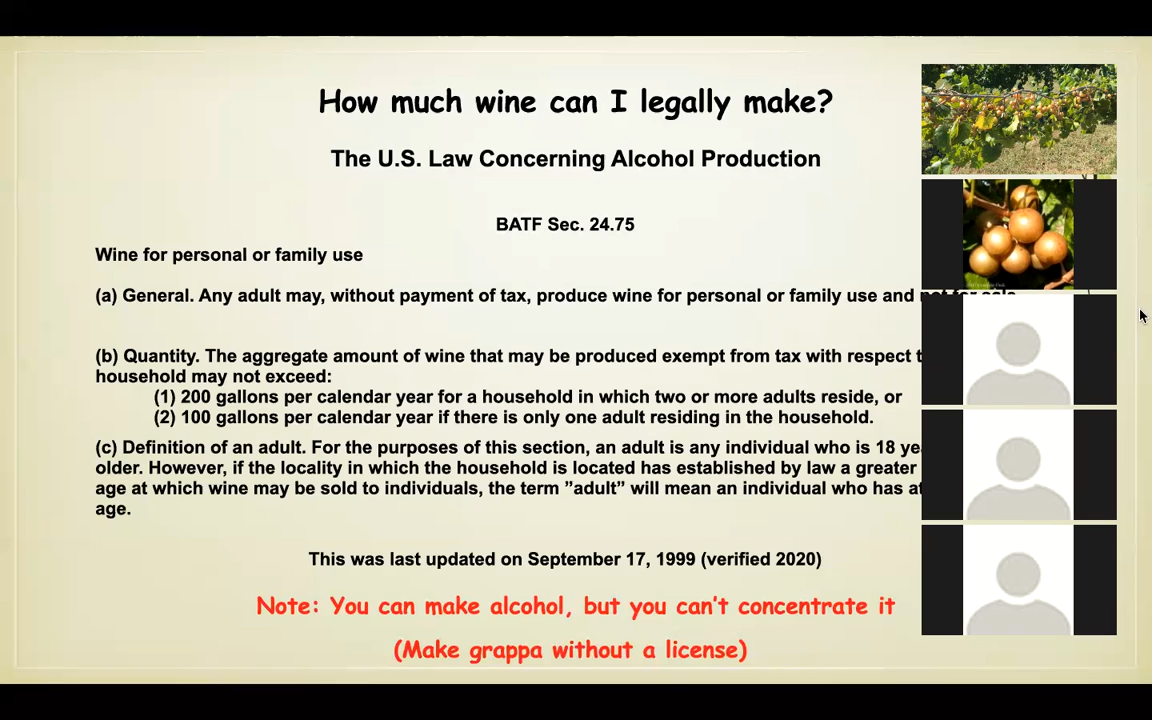 How much wine can I legally make?
The U.S. Law Concerning Alcohol Production
BATF Sec. 24.75
Wine for personal or family use
(a) General. Any adult may, without payment of tax, produce wine for personal or family use and not for sale.
(b) Quantity. The aggregate amount of wine that may be produced exempt from tax with respect
household may not exceed:
(1) 200 gallons per calendar year for a household in which two or more adults reside, or
(2) 100 gallons per calendar year if there is only one adult residing in the household.
(c) Definition of an adult. For the purposes of this section, an adult is any individual who is 18
older. However, if the locality in which the household is located has established by law a greater
age at which wine may be sold to individuals, the term ”adult” will mean an individual who has
age.
This was last updated on September 17, 1999 (verified 2020)
Note: You can make alcohol, but you can’t concentrate it
(Make grappa without a license)